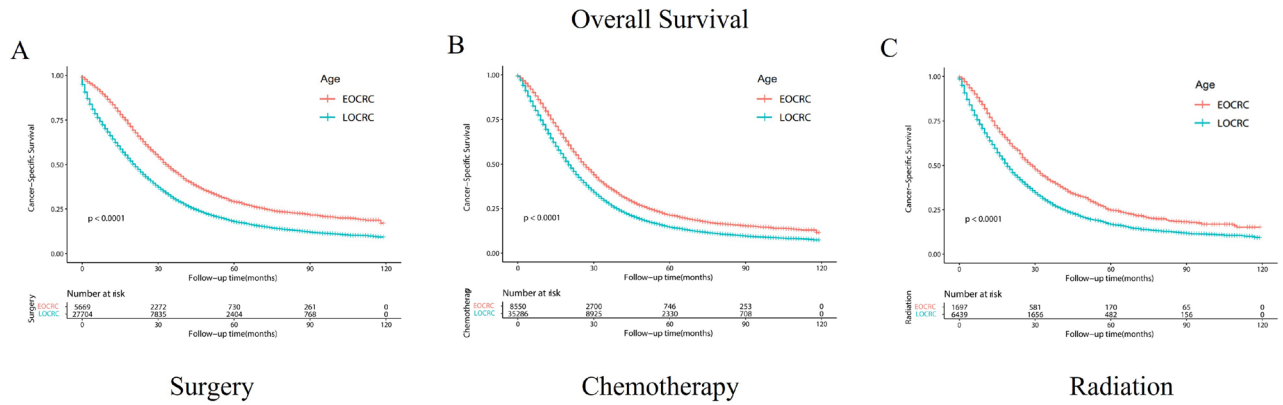 Overall Survival
A
Cancer-Specific Survival
1.00
0.75
0.50
0.25
0.00
Age
EOCRC
LOCRC
p < 0.0001
0 30 60 90 120
Follow-up time(months)
Number at risk
Surgery
EOCRC 5669 2272 730 261 0
LOCRC 27704 7835 2404 768 0
0 30 60 90 120
Follow-up time(months)
Surgery
B
Cancer-Specific Survival
1.00
0.75
0.50
0.25
0.00
Age
EOCRC
LOCRC
p < 0.0001
0 30 60 90 120
Follow-up time(months)
Number at risk
Chemotherap
EOCRC 8550 2700 746 253 0
LOCRC 35286 8925 2330 708 0
0 30 60 90 120
Follow-up time(months)
Chemotherapy
C
Cancer-Specific Survival
1.00
0.75
0.50
0.25
0.00
Age
EOCRC
LOCRC
p < 0.0001
0 30 60 90 120
Follow-up time(months)
Number at risk
Radiation
EOCRC 1697 581 170 65 0
LOCRC 6439 1656 482 156 0
0 30 60 90 120
Follow-up time(months)
Radiation